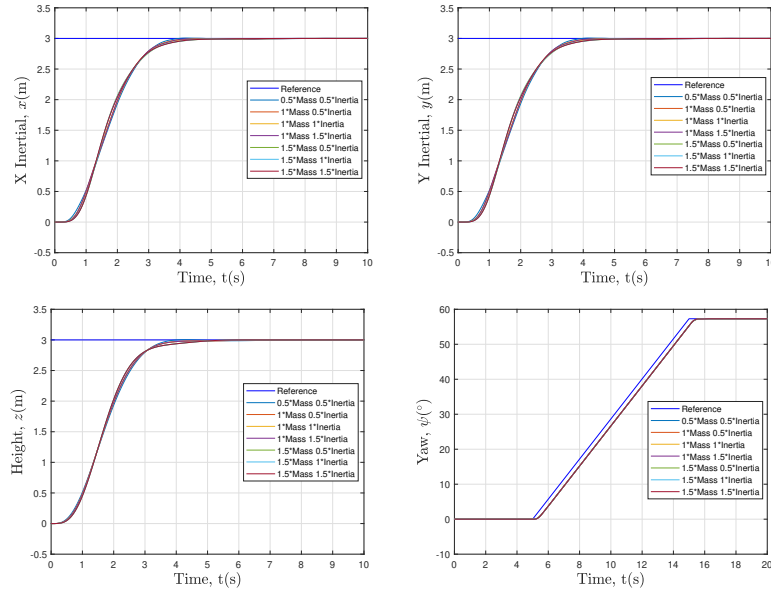 3.5
3
2.5
2
1.5
1
0.5
0
-0.5
X Inertial, x(m)
Reference
0.5*Mass 0.5*Inertia
1*Mass 0.5*Inertia
1*Mass 1*Inertia
1*Mass 1.5*Inertia
1.5*Mass 0.5*Inertia
1.5*Mass 1*Inertia
1.5*Mass 1.5*Inertia
0 1 2 3 4 5 6 7 8 9 10
Time, t(s)
3.5
3
2.5
2
1.5
1
0.5
0
-0.5
Y Inertial, y(m)
Reference
0.5*Mass 0.5*Inertia
1*Mass 0.5*Inertia
1*Mass 1*Inertia
1*Mass 1.5*Inertia
1.5*Mass 0.5*Inertia
1.5*Mass 1*Inertia
1.5*Mass 1.5*Inertia
0 1 2 3 4 5 6 7 8 9 10
Time, t(s)
3.5
3
2.5
2
1.5
1
0.5
0
-0.5
Height, z(m)
Reference
0.5*Mass 0.5*Inertia
1*Mass 0.5*Inertia
1*Mass 1*Inertia
1*Mass 1.5*Inertia
1.5*Mass 0.5*Inertia
1.5*Mass 1*Inertia
1.5*Mass 1.5*Inertia
0 1 2 3 4 5 6 7 8 9 10
Time, t(s)
60
50
40
30
20
10
0
-10
Yaw, ψ(°)
Reference
0.5*Mass 0.5*Inertia
1*Mass 0.5*Inertia
1*Mass 1*Inertia
1*Mass 1.5*Inertia
1.5*Mass 0.5*Inertia
1.5*Mass 1*Inertia
1.5*Mass 1.5*Inertia
0 2 4 6 8 10 12 14 16 18 20
Time, t(s)